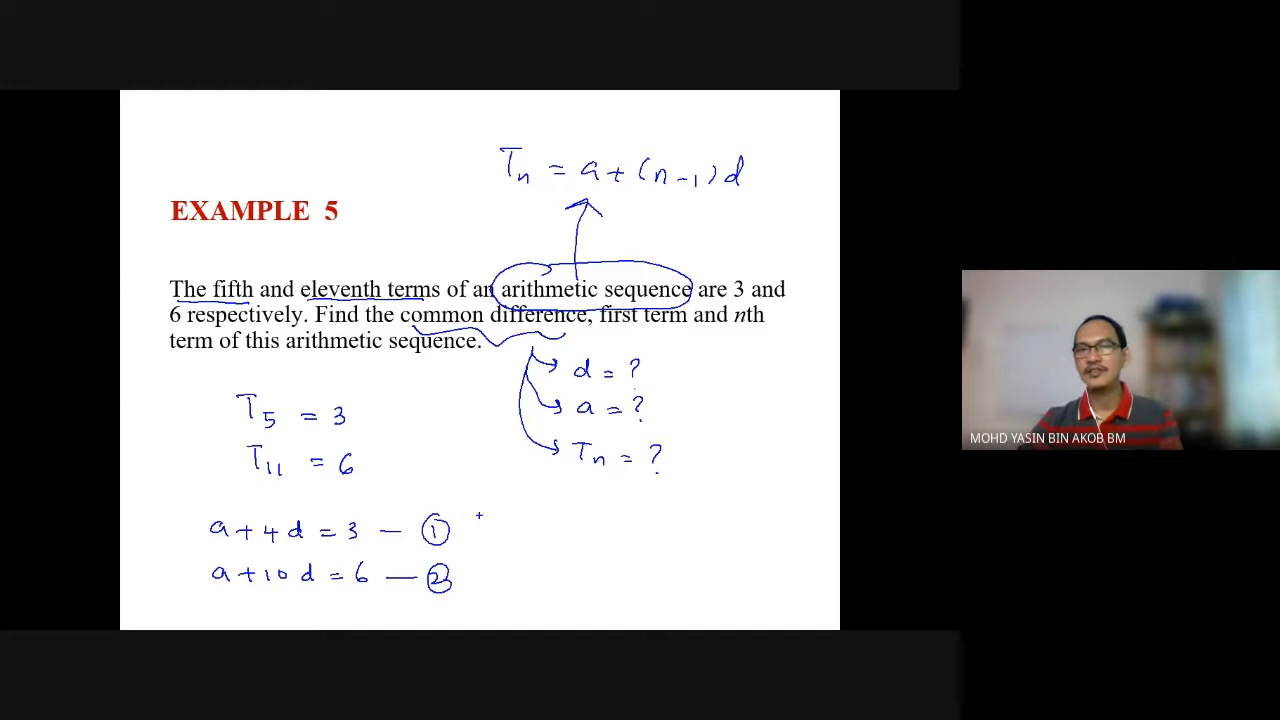 Tn = a + (n-1)d
EXAMPLE 5
The fifth and eleventh terms of an arithmetic sequence are 3 and
6 respectively. Find the common difference, first term and nth
term of this arithmetic sequence.
d = ?
a = ?
Tn = ?
T5 = 3
T11 = 6
a + 4d = 3 — ①
a + 10d = 6 — ②
MOHD YASIN BIN AKOB BM